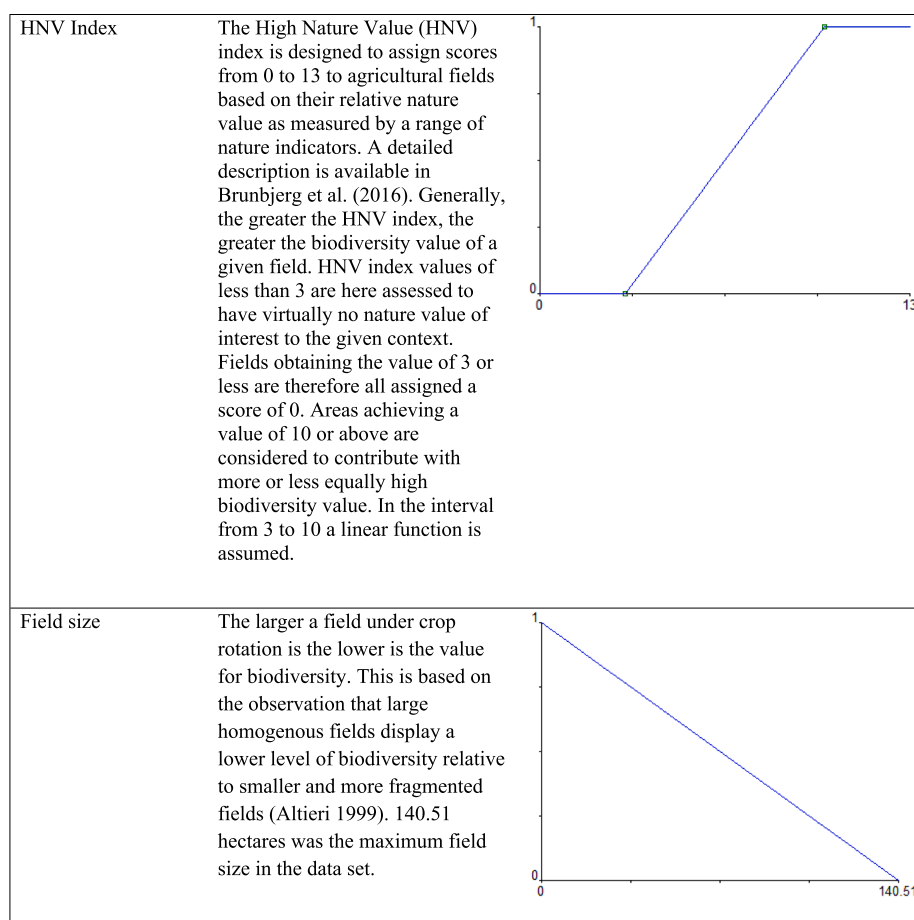 HNV Index
The High Nature Value (HNV)
index is designed to assign scores
from 0 to 13 to agricultural fields
based on their relative nature
value as measured by a range of
nature indicators. A detailed
description is available in
Brunbjerg et al. (2016). Generally,
the greater the HNV index, the
greater the biodiversity value of a
given field. HNV index values of
less than 3 are here assessed to
have virtually no nature value of
interest to the given context.
Fields obtaining the value of 3 or
less are therefore all assigned a
score of 0. Areas achieving a
value of 10 or above are
considered to contribute with
more or less equally high
biodiversity value. In the interval
from 3 to 10 a linear function is
assumed.
1
0
0
13
Field size
The larger a field under crop
rotation is the lower is the value
for biodiversity. This is based on
the observation that large
homogenous fields display a
lower level of biodiversity relative
to smaller and more fragmented
fields (Altieri 1999). 140.51
hectares was the maximum field
size in the data set.
1
0
0
140.51